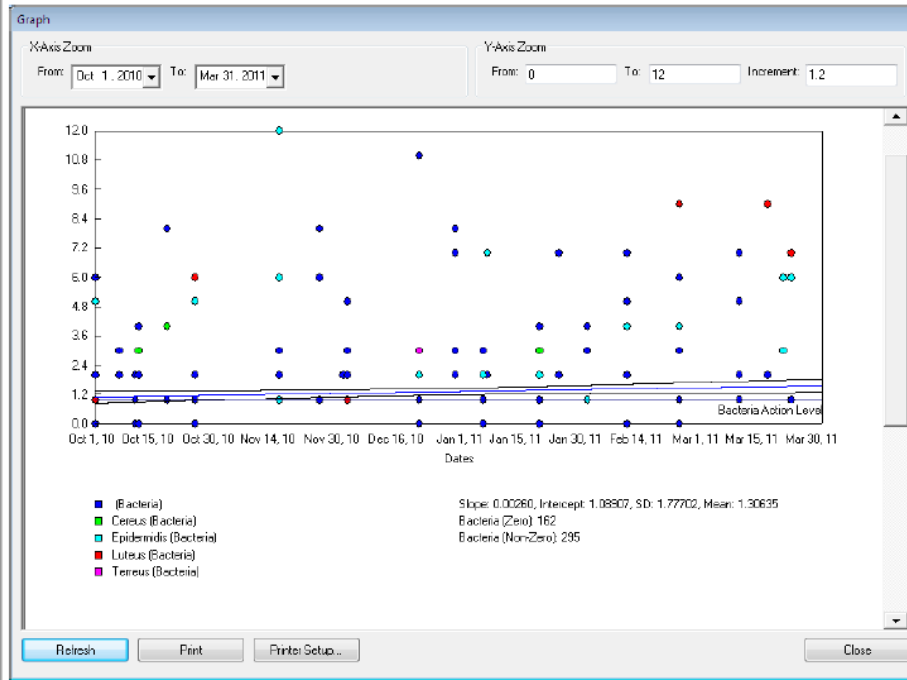 Graph
X-Axis Zoom
From: Oct 1, 2010 To: Mar 31, 2011
Y-Axis Zoom
From: 0 To: 12 Increment: 1.2
12.0
10.8
9.6
8.4
7.2
6.0
4.8
3.6
2.4
1.2
0.0
Bacteria Action Level
Oct 1, 10 Oct 15, 10 Oct 30, 10 Nov 14, 10 Nov 30, 10 Dec 16, 10 Jan 1, 11 Jan 15, 11 Jan 30, 11 Feb 14, 11 Mar 1, 11 Mar 15, 11 Mar 30, 11
Dates
(Bacteria)
Cereus (Bacteria)
Epidermidis (Bacteria)
Luteus (Bacteria)
Terreus (Bacteria)
Slope: 0.00260, Intercept: 1.08907, SD: 1.77702, Mean: 1.30635
Bacteria (Zero): 162
Bacteria (Non-Zero): 295
Refresh Print Printer Setup... Close